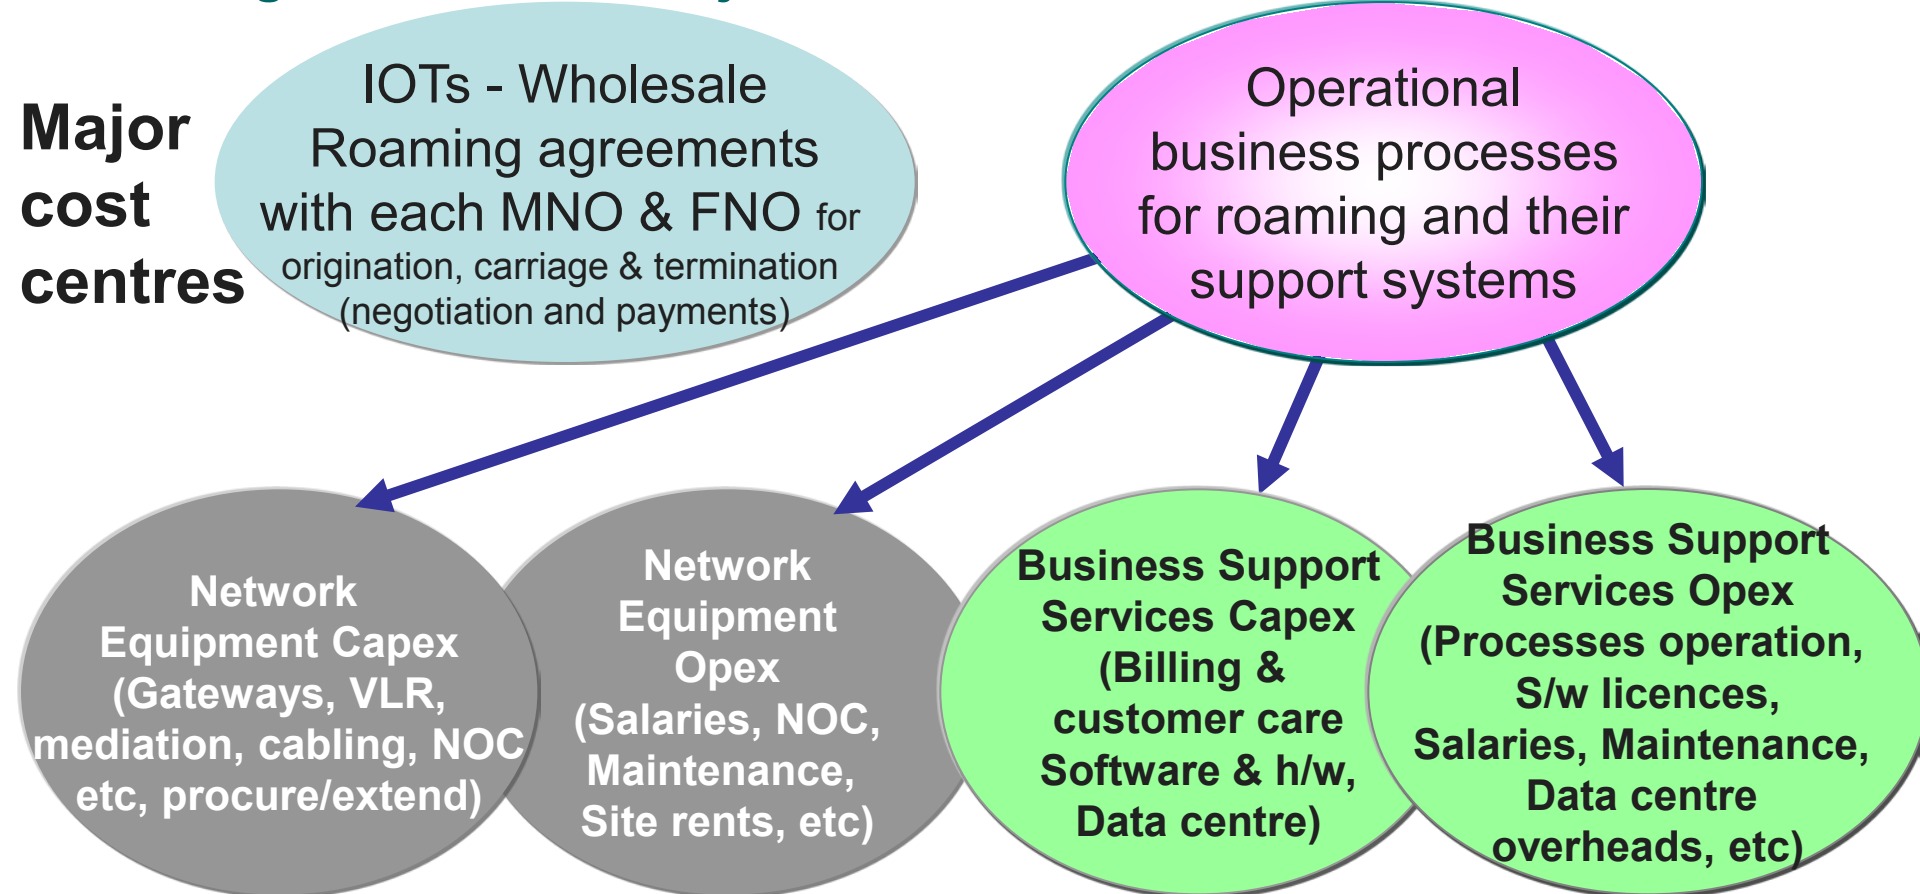 Major
cost
centres
IOTs - Wholesale
Roaming agreements
with each MNO & FNO for
origination, carriage & termination
(negotiation and payments)
Operational
business processes
for roaming and their
support systems
Network
Equipment Capex
(Gateways, VLR,
mediation, cabling, NOC
etc, procure/extend)
Network
Equipment
Opex
(Salaries, NOC,
Maintenance,
Site rents, etc)
Business Support
Services Capex
(Billing &
customer care
Software & h/w,
Data centre)
Business Support
Services Opex
(Processes operation,
S/w licences,
Salaries, Maintenance,
Data centre
overheads, etc)